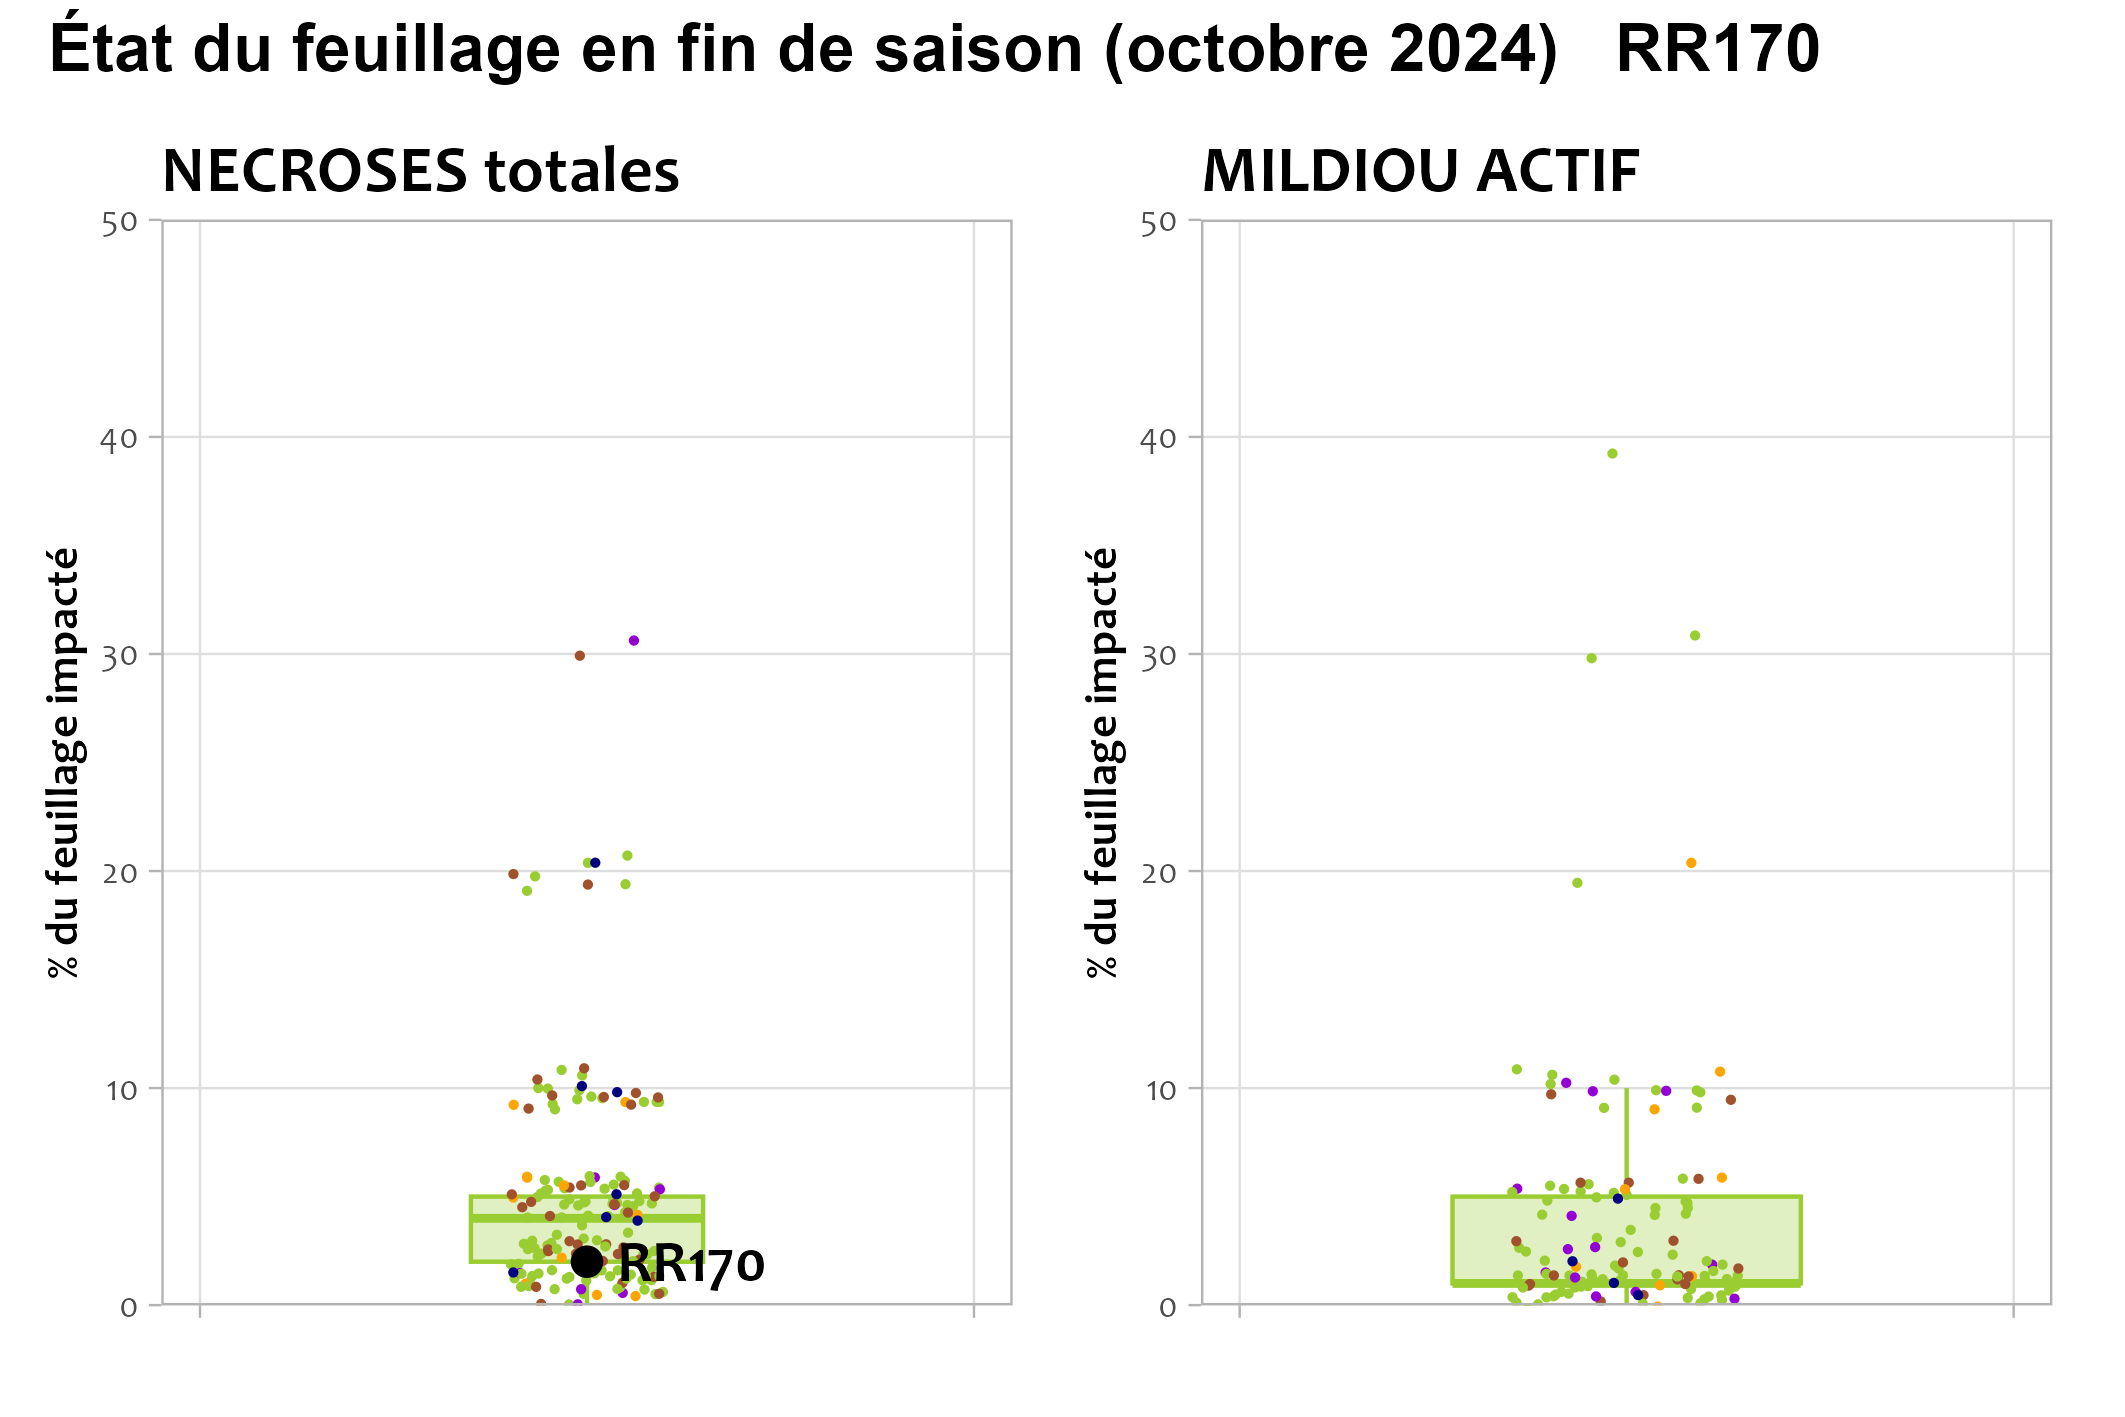 État du feuillage en fin de saison (octobre 2024) RR170
NECROSES totales
% du feuillage impacté
50
40
30
20
10
0
RR170
MILDIOU ACTIF
% du feuillage impacté
50
40
30
20
10
0